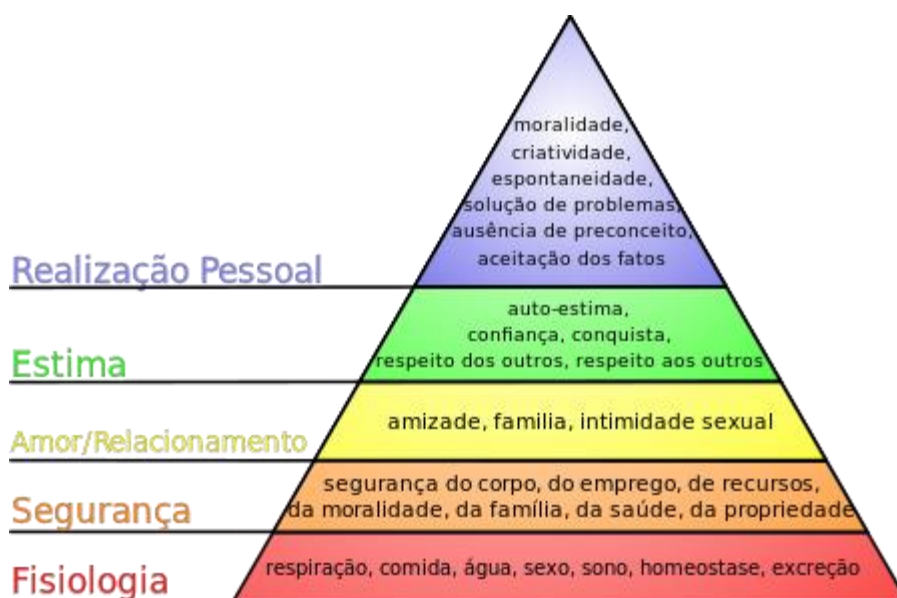 moralidade,
criatividade,
espontaneidade,
solução de problemas,
ausência de preconceito,
aceitação dos fatos
Realização Pessoal
auto-estima,
confiança, conquista,
respeito dos outros, respeito aos outros
Estima
amizade, familia, intimidade sexual
Amor/Relacionamento
segurança do corpo, do emprego, de recursos,
da moralidade, da família, da saúde, da propriedade
Segurança
respiração, comida, água, sexo, sono, homeostase, excreção
Fisiologia